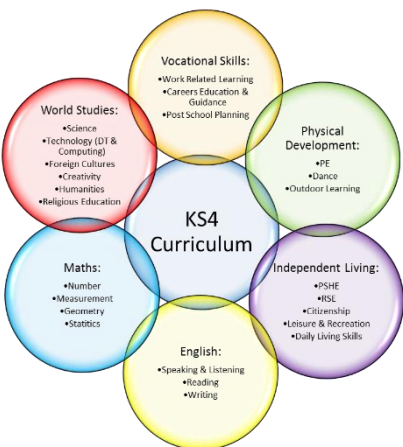 Vocational Skills:
•Work Related Learning
•Careers Education &
Guidance
•Post School Planning
World Studies:
•Science
•Technology (DT &
Computing)
•Foreign Cultures
•Creativity
•Humanities
•Religious Education
Physical
Development:
•PE
•Dance
•Outdoor Learning
KS4
Curriculum
Maths:
•Number
•Measurement
•Geometry
•Statitics
Independent Living:
•PSHE
•RSE
•Citizenship
•Leisure & Recreation
•Daily Living Skills
English:
•Speaking & Listening
•Reading
•Writing